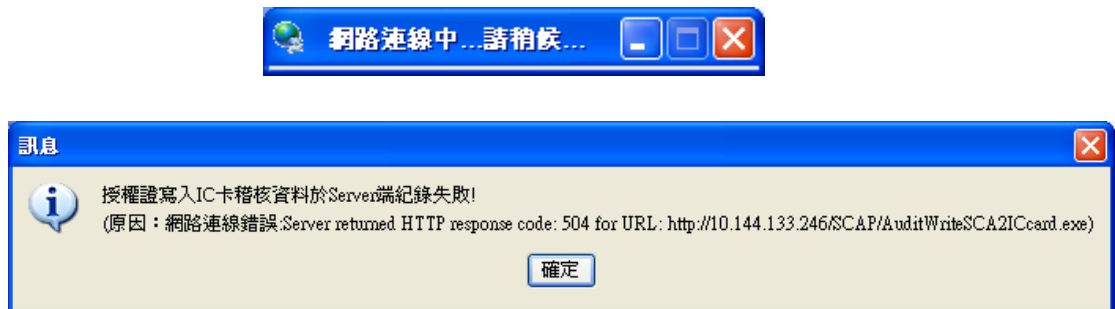 網路連線中...請稍候...
訊息
授權證寫入IC卡稽核資料於Server端紀錄失敗!
(原因：網路連線錯誤:Server returned HTTP response code: 504 for URL: http://10.144.133.246/SCAP/AuditWriteSCA2ICcard.exe)
確定